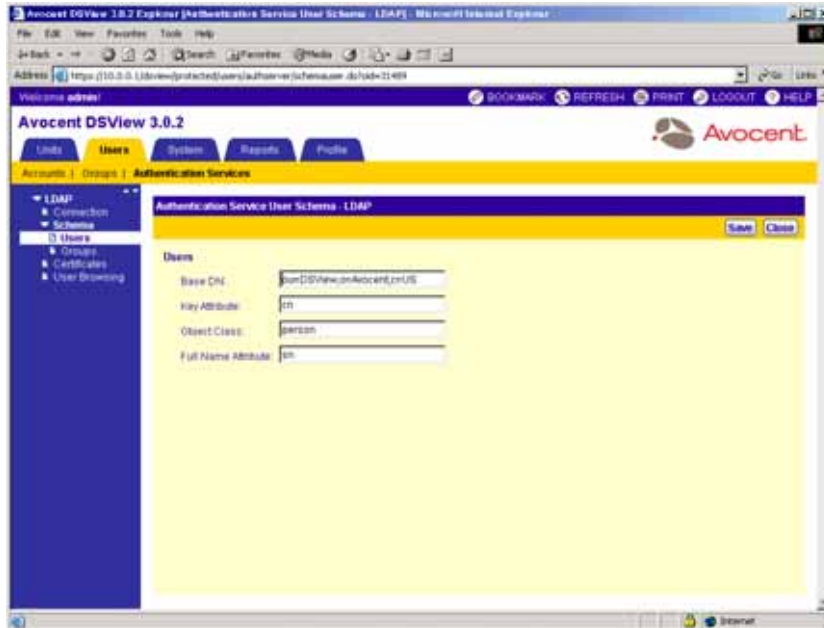 Avocent DSView 3.0.2 Explorer [Authentication Service User Schema - LDAP] - Microsoft Internet Explorer
File Edit View Favorites Tools Help
Back Search Favorites Media
Address Go Links
Welcome admin! BOOKMARK REFRESH PRINT LOGOUT HELP
Avocent DSView 3.0.2
Avocent
Units Users System Reports Profile
Accounts | Groups | Authentication Services
LDAP
Connection
Schema
Users
Groups
Certificates
User Browsing
Authentication Service User Schema - LDAP
Save Close
Users
Base DN:
Key Attribute: cn
Object Class: person
Full Name Attribute: sn
Internet